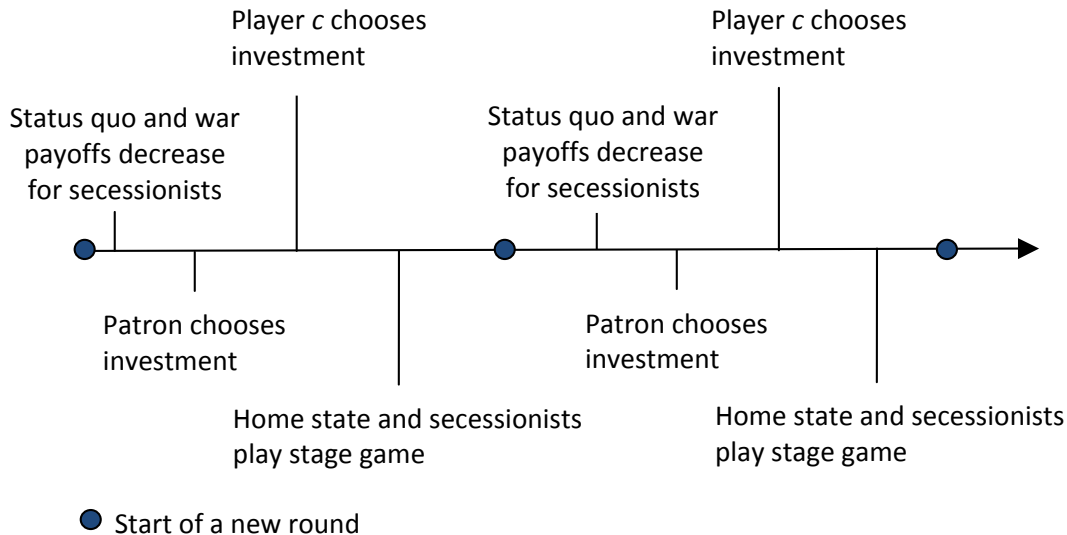 Player c chooses
investment
Player c chooses
investment
Status quo and war
payoffs decrease
for secessionists
Status quo and war
payoffs decrease
for secessionists
Patron chooses
investment
Patron chooses
investment
Home state and secessionists
play stage game
Home state and secessionists
play stage game
Start of a new round